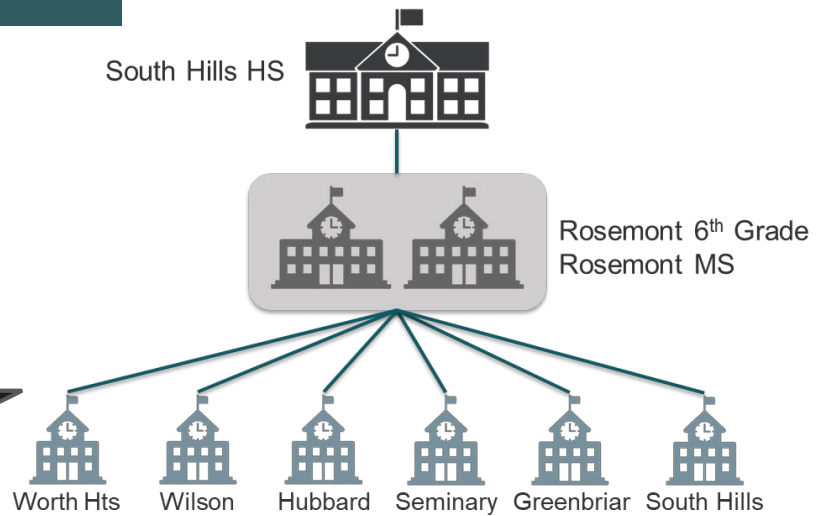 South Hills HS
Rosemont 6th Grade
Rosemont MS
Worth Hts Wilson Hubbard Seminary Greenbriar South Hills